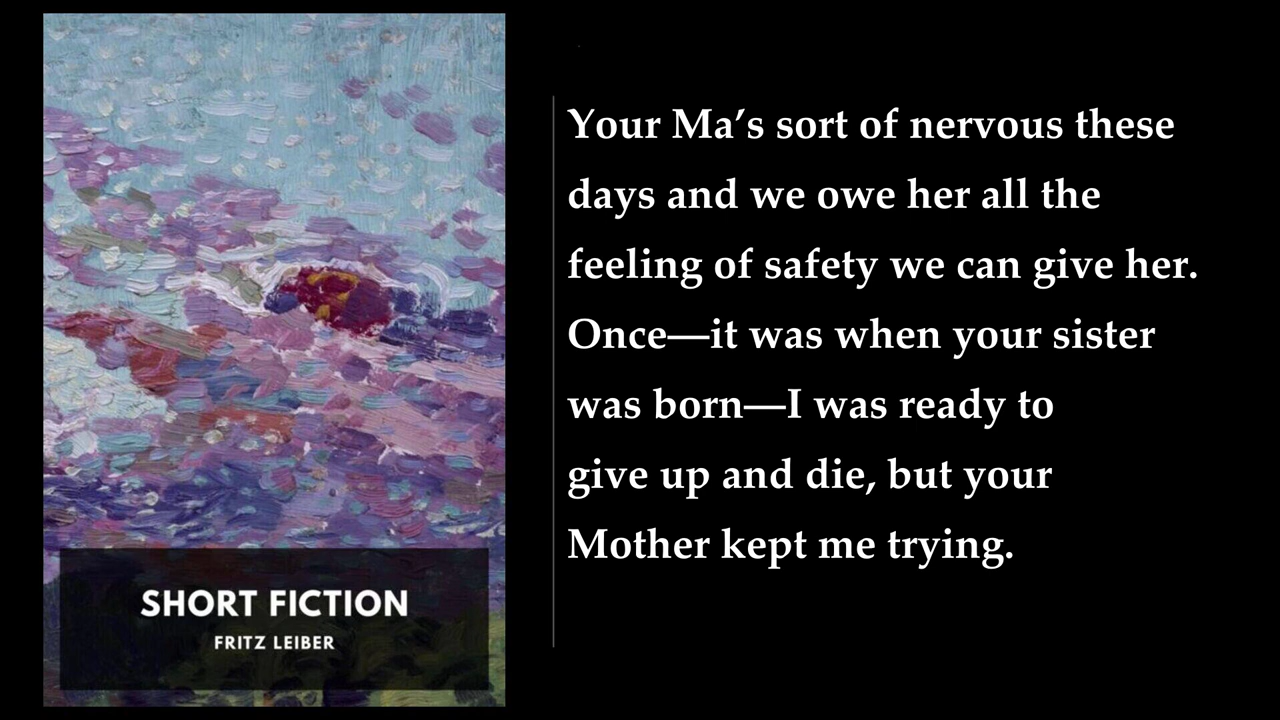 Your Ma’s sort of nervous these
days and we owe her all the
feeling of safety we can give her.
Once—it was when your sister
was born—I was ready to
give up and die, but your
Mother kept me trying.
SHORT FICTION
FRITZ LEIBER